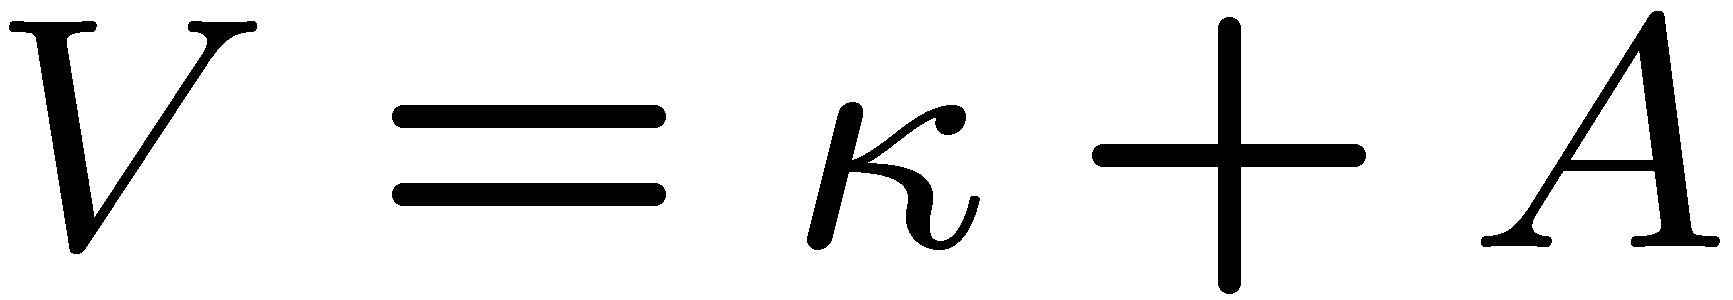 V = κ + A